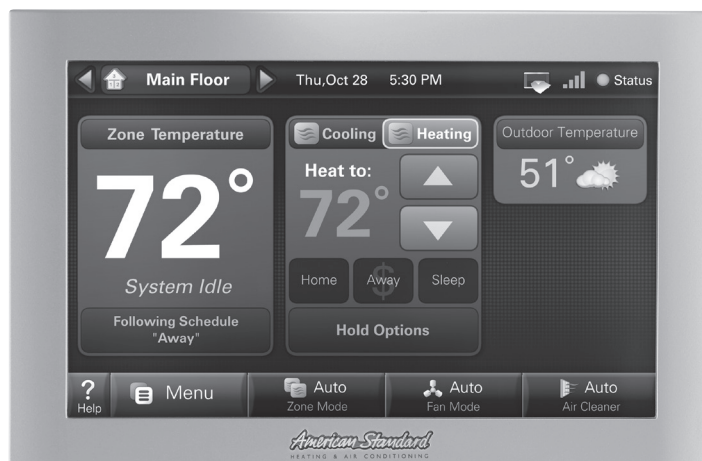 Main Floor
Thu,Oct 28 5:30 PM
Status
Zone Temperature
72°
System Idle
Following Schedule
"Away"
Cooling
Heating
Heat to:
72°
Home
Away
$
Sleep
Hold Options
Outdoor Temperature
51°
?
Help
Menu
Auto
Zone Mode
Auto
Fan Mode
Auto
Air Cleaner
American Standard
HEATING & AIR CONDITIONING